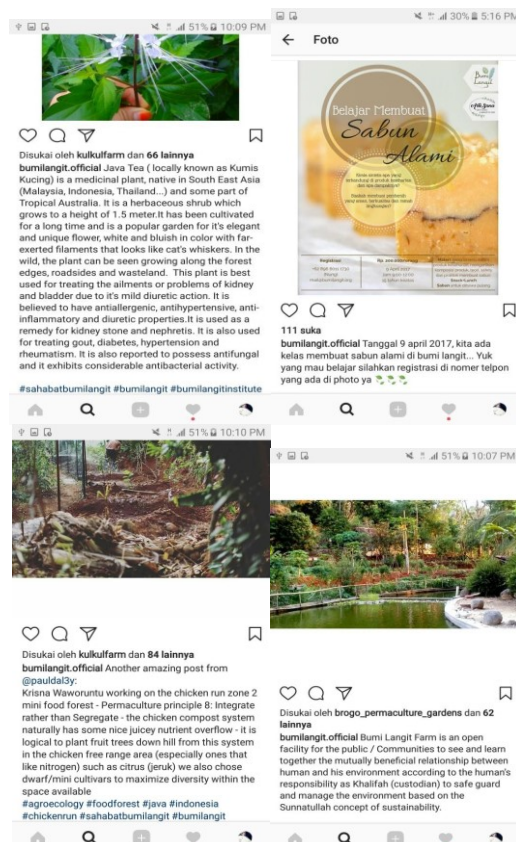 51% 10:09 PM
Disukai oleh kulkulfarm dan 66 lainnya
bumilangit.official Java Tea ( locally known as Kumis
Kucing) is a medicinal plant, native in South East Asia
(Malaysia, Indonesia, Thailand...) and some part of
Tropical Australia. It is a herbaceous shrub which
grows to a height of 1.5 meter.It has been cultivated
for a long time and is a popular garden for it's elegant
and unique flower, white and bluish in color with far-
exerted filaments that looks like cat's whiskers. In the
wild, the plant can be seen growing along the forest
edges, roadsides and wasteland. This plant is best
used for treating the ailments or problems of kidney
and bladder due to it's mild diuretic action. It is
believed to have antiallergenic, antihypertensive, anti-
inflammatory and diuretic properties.It is used as a
remedy for kidney stone and nephretis. It is also used
for treating gout, diabetes, hypertension and
rheumatism. It is also reported to possess antifungal
and it exhibits considerable antibacterial activity.
#sahabatbumilangit #bumilangit #bumilangitinstitute
30% 5:16 PM
Foto
Bumi
Langit
Belajar Membuat
Sabun
Alami
Registrasi
111 suka
bumilangit.official Tanggal 9 april 2017, kita ada
kelas membuat sabun alami di bumi langit... Yuk
yang mau belajar silahkan registrasi di nomer telpon
yang ada di photo ya
51% 10:10 PM
Disukai oleh kulkulfarm dan 84 lainnya
bumilangit.official Another amazing post from
@pauldal3y:
Krisna Waworuntu working on the chicken run zone 2
mini food forest - Permaculture principle 8: Integrate
rather than Segregate - the chicken compost system
naturally has some nice juicey nutrient overflow - it is
logical to plant fruit trees down hill from this system
in the chicken free range area (especially ones that
like nitrogen) such as citrus (jeruk) we also chose
dwarf/mini cultivars to maximize diversity within the
space available
#agroecology #foodforest #java #indonesia
#chickenrun #sahabatbumilangit #bumilangit
51% 10:07 PM
Disukai oleh brogo_permaculture_gardens dan 62
lainnya
bumilangit.official Bumi Langit Farm is an open
facility for the public / Communities to see and learn
together the mutually beneficial relationship between
human and his environment according to the human's
responsibility as Khalifah (custodian) to safe guard
and manage the environment based on the
Sunnatullah concept of sustainability.